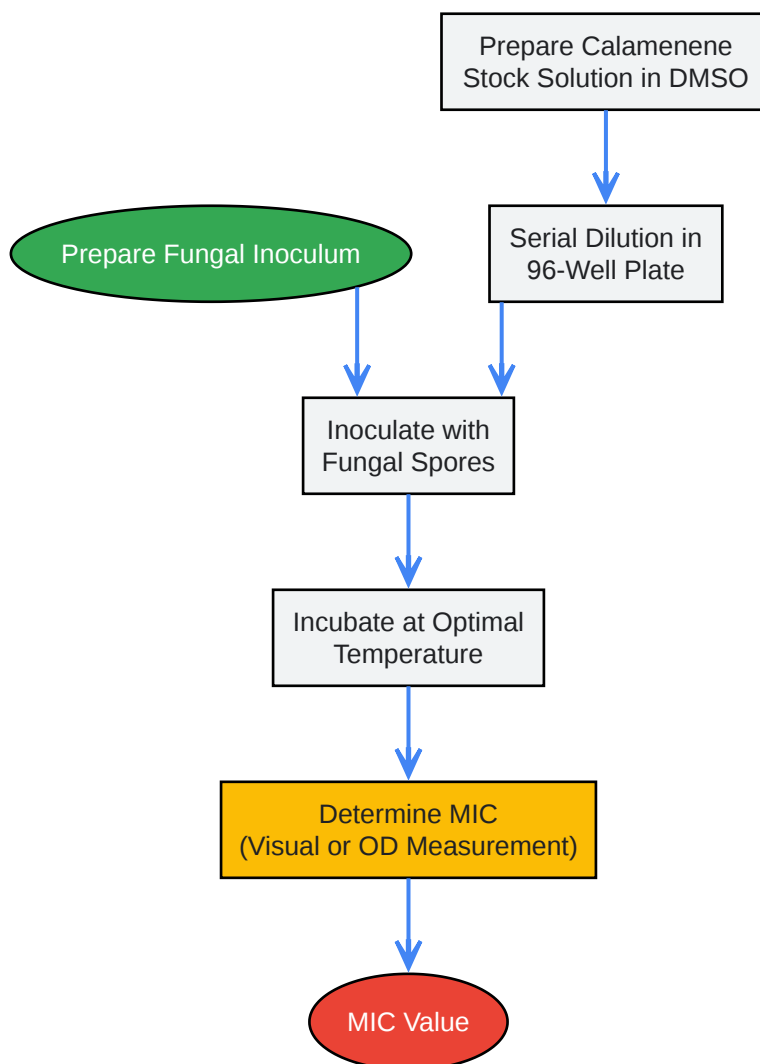 Prepare Calamenene
Stock Solution in DMSO
Prepare Fungal Inoculum
Serial Dilution in
96-Well Plate
Inoculate with
Fungal Spores
Incubate at Optimal
Temperature
Determine MIC
(Visual or OD Measurement)
MIC Value